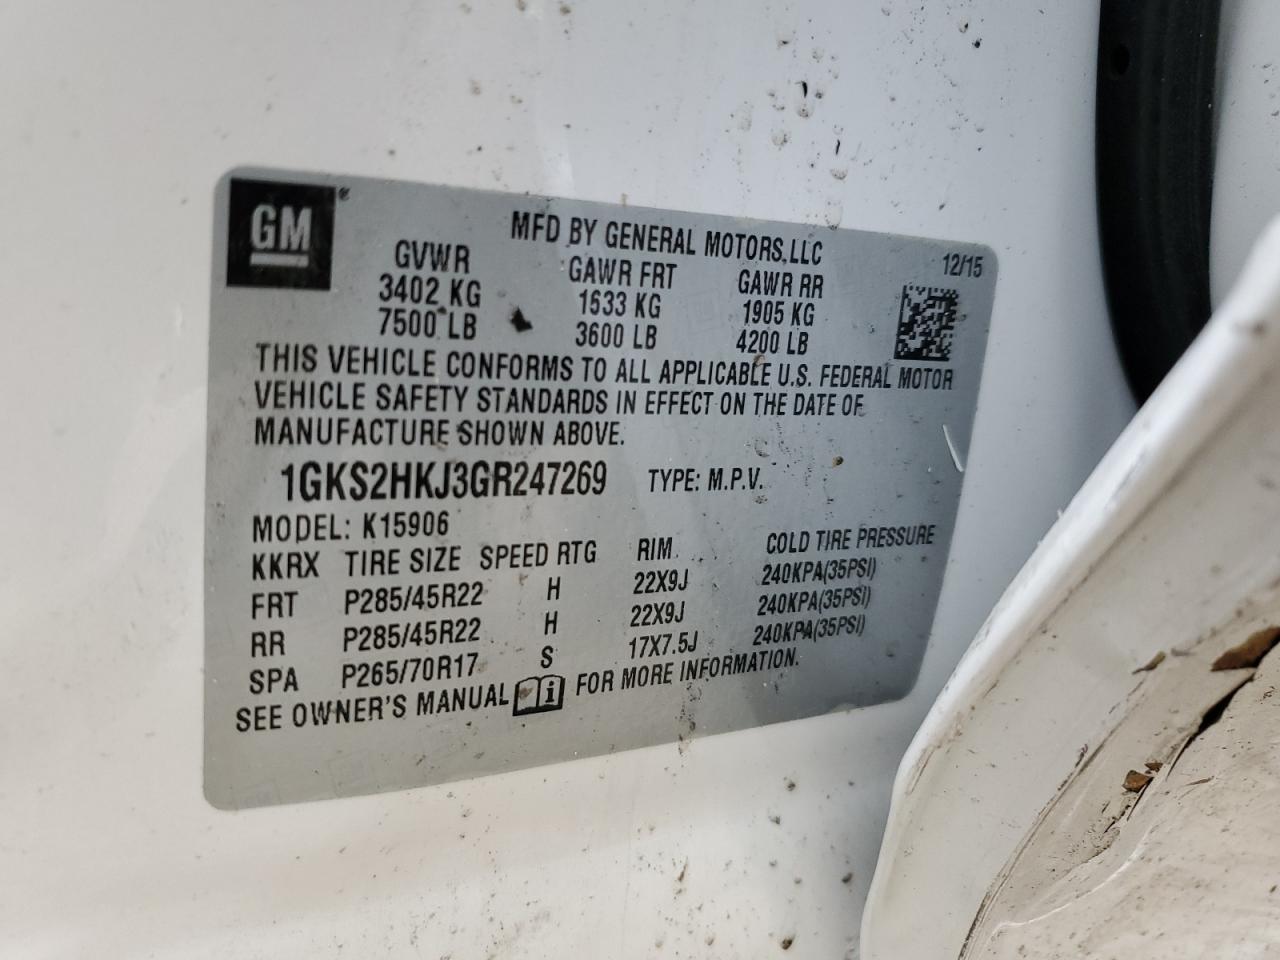 GM®
MFD BY GENERAL MOTORS,LLC
12/15
GVWR GAWR FRT GAWR RR
3402 KG 1633 KG 1905 KG
7500 LB 3600 LB 4200 LB
THIS VEHICLE CONFORMS TO ALL APPLICABLE U.S. FEDERAL MOTOR
VEHICLE SAFETY STANDARDS IN EFFECT ON THE DATE OF
MANUFACTURE SHOWN ABOVE.
1GKS2HKJ3GR247269 TYPE: M.P.V.
MODEL: K15906
KKRX TIRE SIZE SPEED RTG RIM COLD TIRE PRESSURE
FRT P285/45R22 H 22X9J 240KPA(35PSI)
RR P285/45R22 H 22X9J 240KPA(35PSI)
SPA P265/70R17 S 17X7.5J 240KPA(35PSI)
SEE OWNER'S MANUAL i FOR MORE INFORMATION.